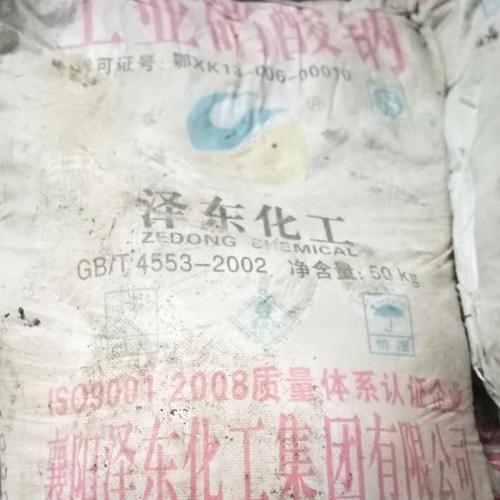 工业硝酸钠
许可证号：鄂XK13-006-00010
®
泽东化工
ZEDONG CHEMICAL
GB/T 4553-2002 净含量：50 kg
怕湿
ISO9001 2008质量体系认证企业
襄阳泽东化工集团有限公司